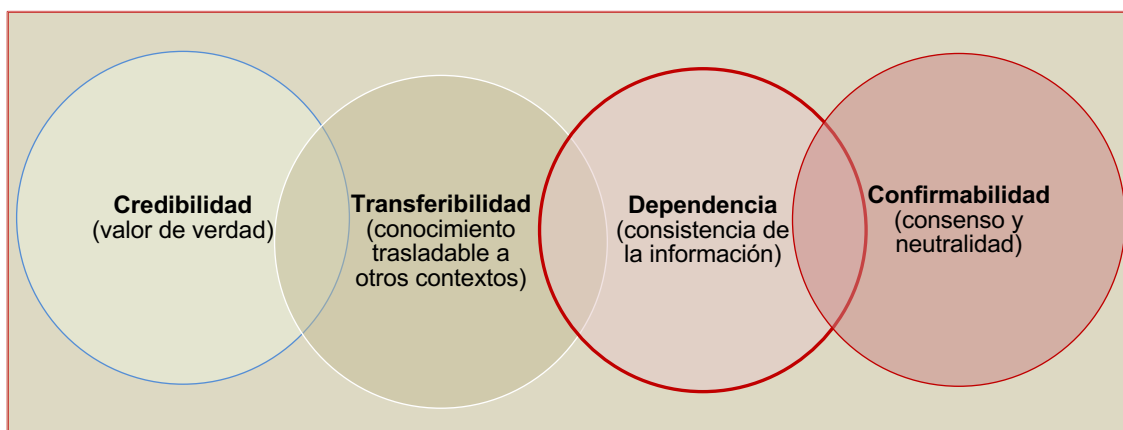 Credibilidad
(valor de verdad)
Transferibilidad
(conocimiento
trasladable a
otros contextos)
Dependencia
(consistencia de
la información)
Confirmabilidad
(consenso y
neutralidad)